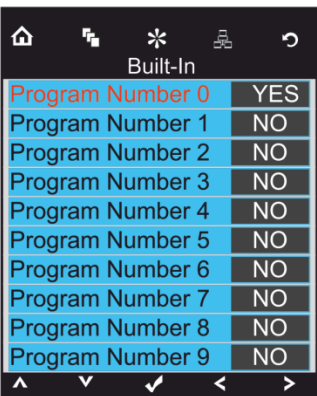 Built-In
Program Number 0 YES
Program Number 1 NO
Program Number 2 NO
Program Number 3 NO
Program Number 4 NO
Program Number 5 NO
Program Number 6 NO
Program Number 7 NO
Program Number 8 NO
Program Number 9 NO